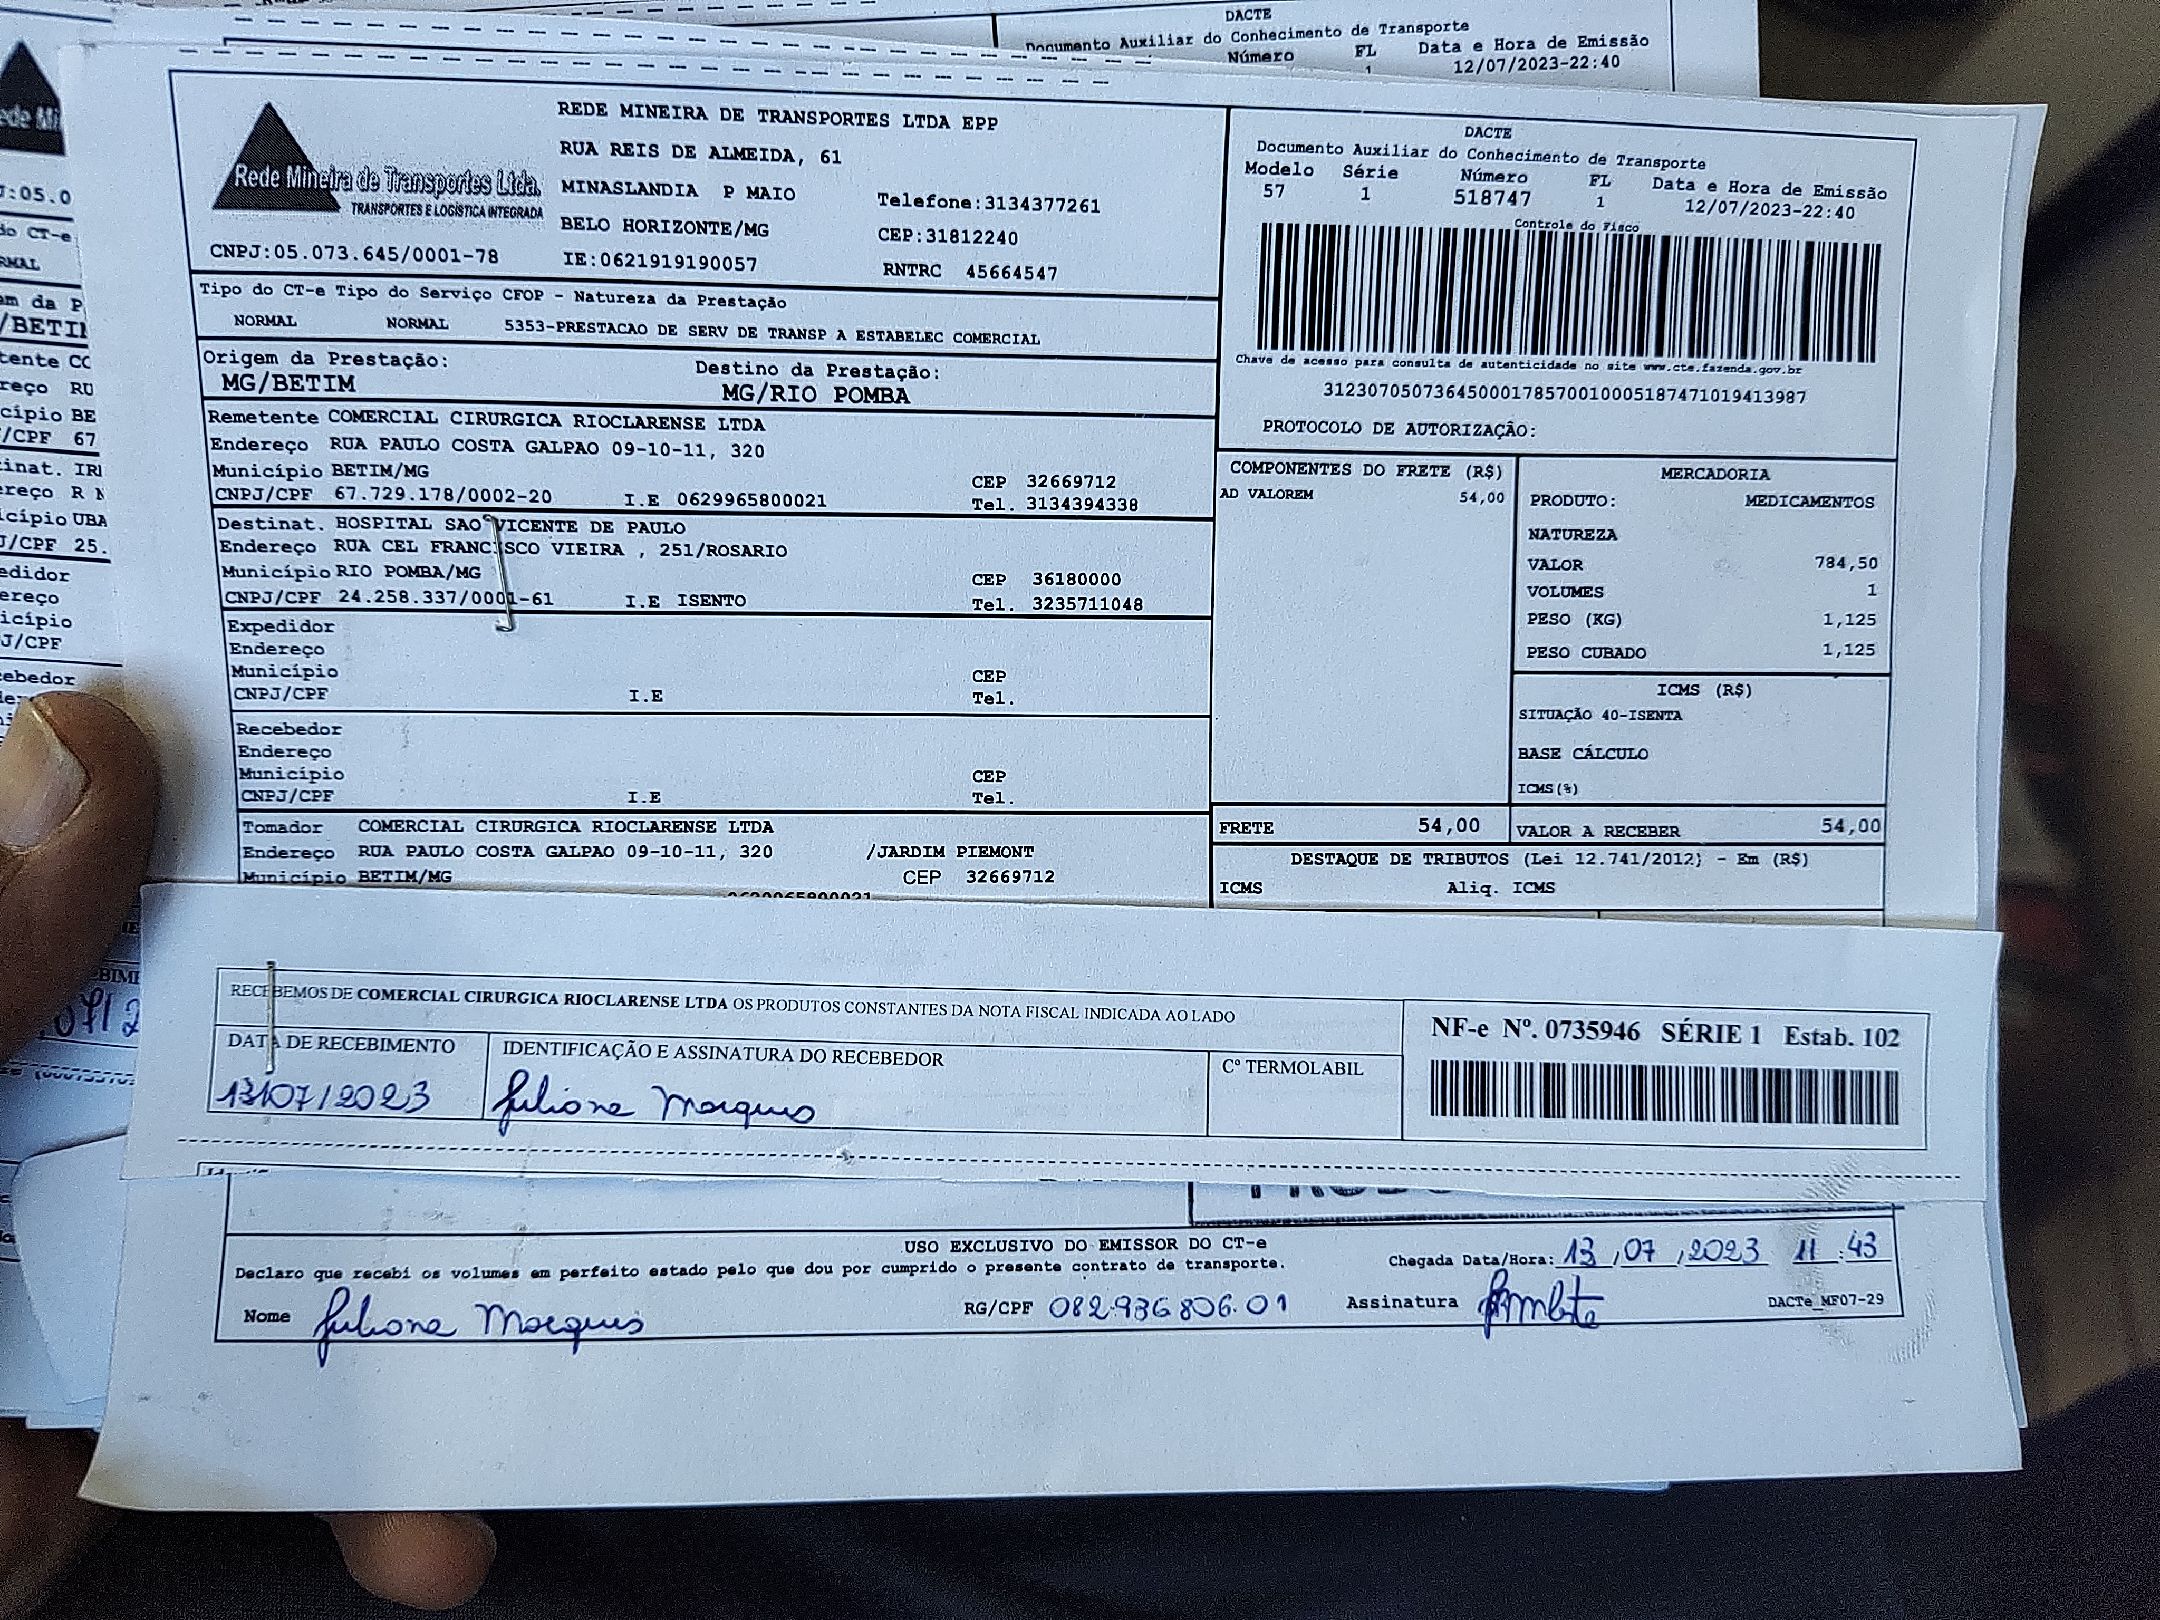 DACTE
Documento Auxiliar do Conhecimento de Transporte
Número FL Data e Hora de Emissão
1 12/07/2023-22:40
REDE MINEIRA DE TRANSPORTES LTDA EPP
RUA REIS DE ALMEIDA, 61
MINASLANDIA P MAIO Telefone:3134377261
BELO HORIZONTE/MG CEP:31812240
Rede Mineira de Transportes Ltda.
TRANSPORTES E LOGÍSTICA INTEGRADA
CNPJ:05.073.645/0001-78 IE:0621919190057 RNTRC 45664547
DACTE
Documento Auxiliar do Conhecimento de Transporte
Modelo Série Número FL Data e Hora de Emissão
57 1 518747 1 12/07/2023-22:40
Controle do Fisco
Chave de acesso para consulta de autenticidade no site www.cte.fazenda.gov.br
31230705073645000178570010005187471019413987
PROTOCOLO DE AUTORIZAÇÃO:
Tipo do CT-e Tipo do Serviço CFOP - Natureza da Prestação
NORMAL NORMAL 5353-PRESTACAO DE SERV DE TRANSP A ESTABELEC COMERCIAL
Origem da Prestação: Destino da Prestação:
MG/BETIM MG/RIO POMBA
Remetente COMERCIAL CIRURGICA RIOCLARENSE LTDA
Endereço RUA PAULO COSTA GALPAO 09-10-11, 320
Município BETIM/MG CEP 32669712
CNPJ/CPF 67.729.178/0002-20 I.E 0629965800021 Tel. 3134394338
Destinat. HOSPITAL SAO VICENTE DE PAULO
Endereço RUA CEL FRANCISCO VIEIRA , 251/ROSARIO
Município RIO POMBA/MG CEP 36180000
CNPJ/CPF 24.258.337/0001-61 I.E ISENTO Tel. 3235711048
Expedidor
Endereço
Município CEP
CNPJ/CPF I.E Tel.
Recebedor
Endereço
Município CEP
CNPJ/CPF I.E Tel.
Tomador COMERCIAL CIRURGICA RIOCLARENSE LTDA
Endereço RUA PAULO COSTA GALPAO 09-10-11, 320 /JARDIM PIEMONT
Município BETIM/MG CEP 32669712
COMPONENTES DO FRETE (R$)
AD VALOREM 54,00
MERCADORIA
PRODUTO: MEDICAMENTOS
NATUREZA
VALOR 784,50
VOLUMES 1
PESO (KG) 1,125
PESO CUBADO 1,125
ICMS (R$)
SITUAÇÃO 40-ISENTA
BASE CÁLCULO
ICMS(%)
FRETE 54,00 VALOR A RECEBER 54,00
DESTAQUE DE TRIBUTOS (Lei 12.741/2012) - Em (R$)
ICMS Aliq. ICMS
RECEBEMOS DE COMERCIAL CIRURGICA RIOCLARENSE LTDA OS PRODUTOS CONSTANTES DA NOTA FISCAL INDICADA AO LADO
DATA DE RECEBIMENTO IDENTIFICAÇÃO E ASSINATURA DO RECEBEDOR Cº TERMOLABIL
13/07/2023 Juliana Marques
NF-e Nº. 0735946 SÉRIE 1 Estab. 102
USO EXCLUSIVO DO EMISSOR DO CT-e
Declaro que recebi os volumes em perfeito estado pelo que dou por cumprido o presente contrato de transporte.
Chegada Data/Hora: 13 /07 /2023 11:43
Nome Juliana Marques RG/CPF 082.936.806.01 Assinatura DACTe_MF07-29